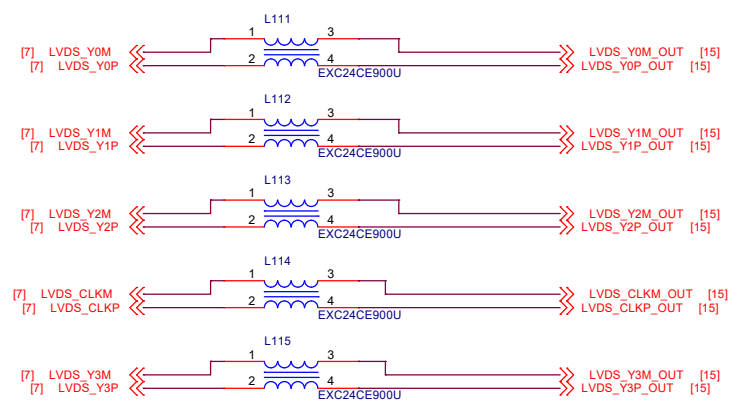 L111
1 3
[7] LVDS_Y0M LVDS_Y0M_OUT [15]
[7] LVDS_Y0P 2 4 LVDS_Y0P_OUT [15]
EXC24CE900U
L112
1 3
[7] LVDS_Y1M LVDS_Y1M_OUT [15]
[7] LVDS_Y1P 2 4 LVDS_Y1P_OUT [15]
EXC24CE900U
L113
1 3
[7] LVDS_Y2M LVDS_Y2M_OUT [15]
[7] LVDS_Y2P 2 4 LVDS_Y2P_OUT [15]
EXC24CE900U
L114
1 3
[7] LVDS_CLKM LVDS_CLKM_OUT [15]
[7] LVDS_CLKP 2 4 LVDS_CLKP_OUT [15]
EXC24CE900U
L115
1 3
[7] LVDS_Y3M LVDS_Y3M_OUT [15]
[7] LVDS_Y3P 2 4 LVDS_Y3P_OUT [15]
EXC24CE900U